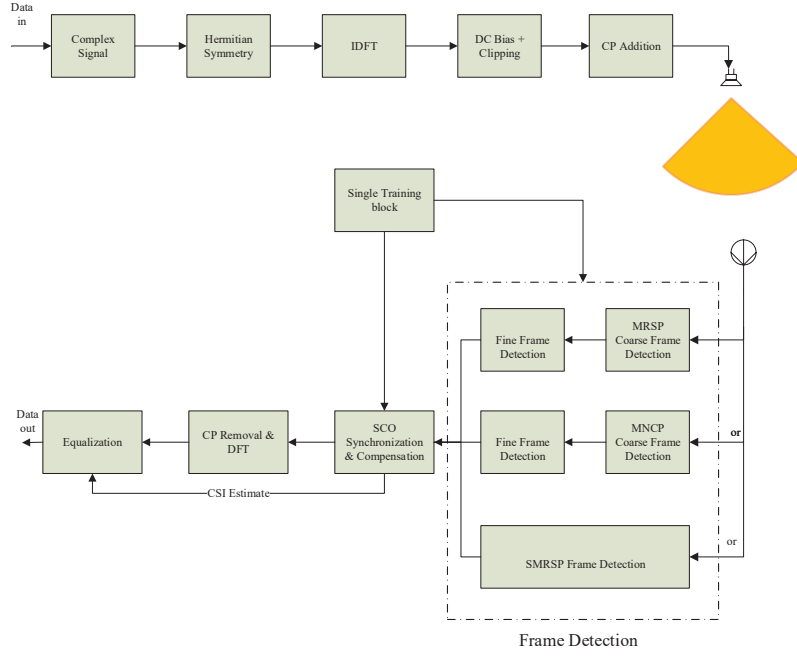 Data
in
Complex
Signal
Hermitian
Symmetry
IDFT
DC Bias +
Clipping
CP Addition
Single Training
block
Fine Frame
Detection
MRSP
Coarse Frame
Detection
Data
out
Equalization
CP Removal &
DFT
SCO
Synchronization
& Compensation
Fine Frame
Detection
MNCP
Coarse Frame
Detection
or
CSI Estimate
or
SMRSP Frame Detection
Frame Detection